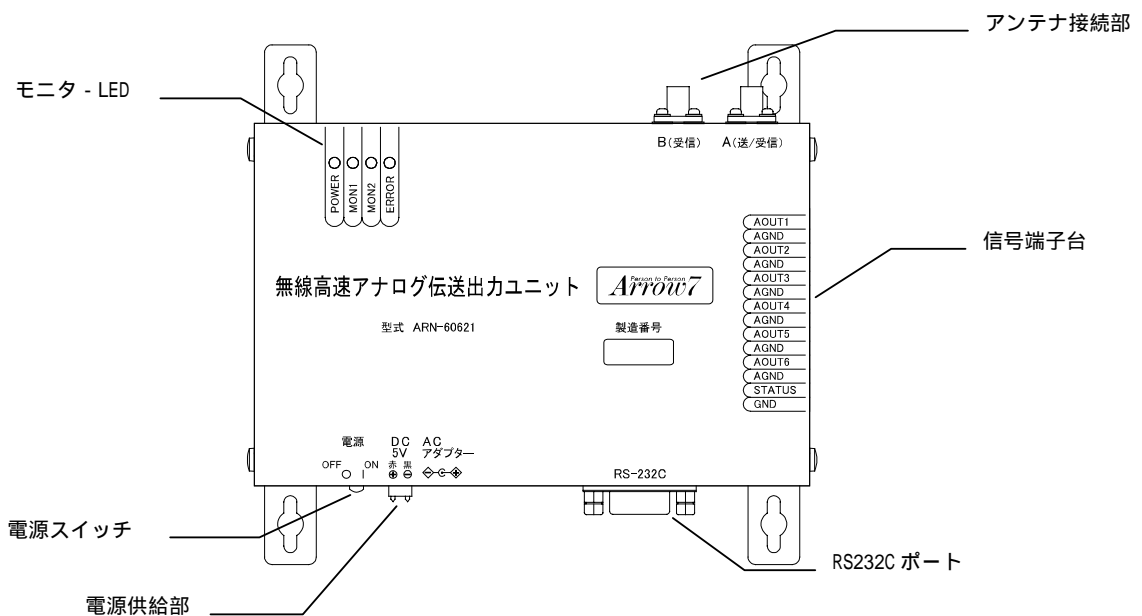 アンテナ接続部
モニタ - LED
B(受信) A(送/受信)
POWER
MON1
MON2
ERROR
AOUT1
AGND
AOUT2
AGND
AOUT3
AGND
AOUT4
AGND
AOUT5
AGND
AOUT6
AGND
STATUS
GND
信号端子台
無線高速アナログ伝送出力ユニット
Person to Person
Arrow7
型式 ARN-60621
製造番号
電源
OFF ON
DC
5V
赤 黒
AC
アダプター
RS-232C
電源スイッチ
RS232C ポート
電源供給部